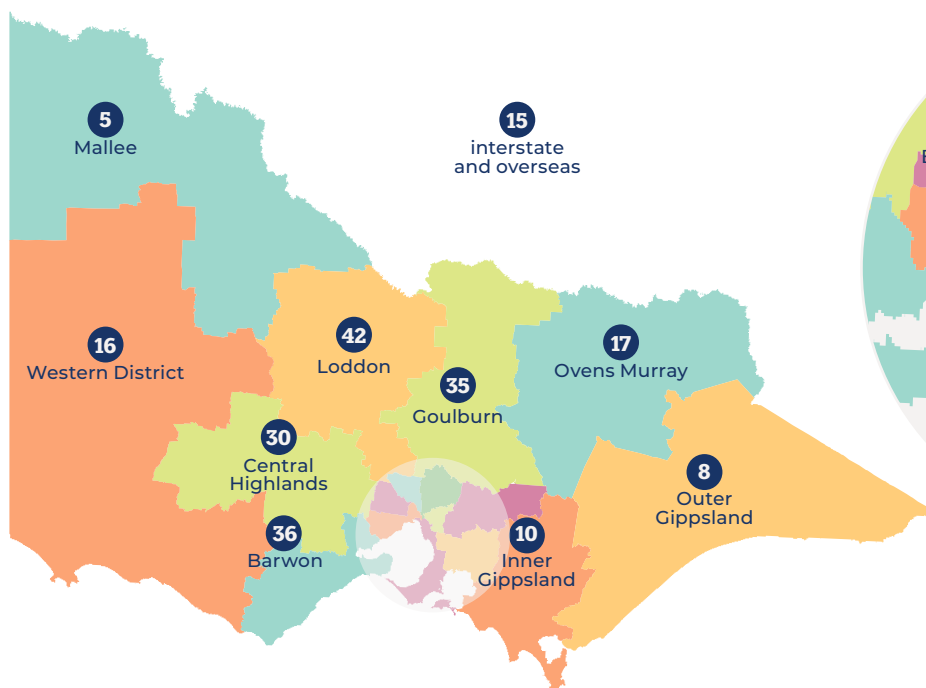 5
Mallee
15
interstate
and overseas
16
Western District
42
Loddon
17
Ovens Murray
35
Goulburn
30
Central
Highlands
8
Outer
Gippsland
36
Barwon
10
Inner
Gippsland